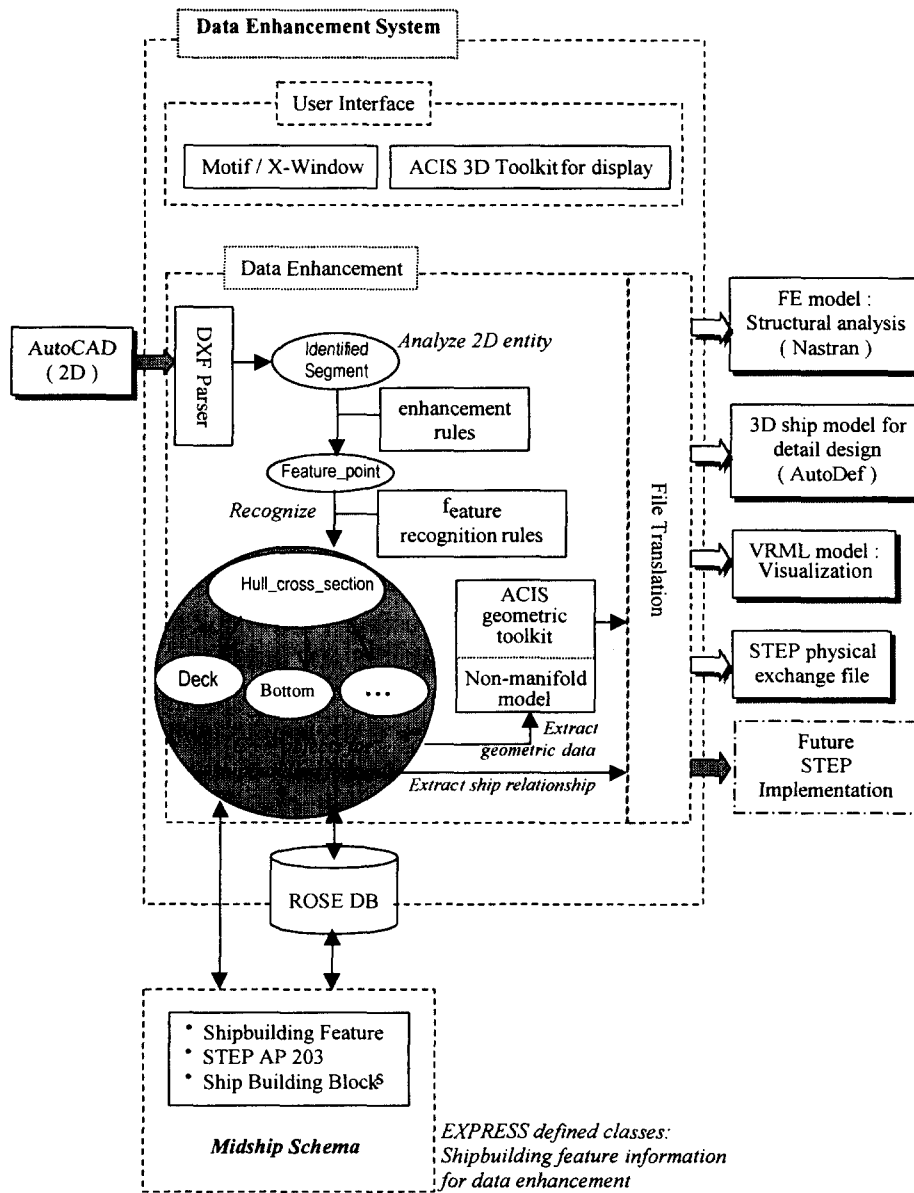 Data Enhancement System
User Interface
Motif / X-Window
ACIS 3D Toolkit for display
Data Enhancement
AutoCAD
( 2D )
DXF Parser
Identified
Segment
Analyze 2D entity
enhancement
rules
Feature_point
Recognize
feature
recognition rules
Hull_cross_section
Deck
Bottom
...
ACIS
geometric
toolkit
Non-manifold
model
Extract
geometric data
Extract ship relationship
File Translation
FE model :
Structural analysis
( Nastran )
3D ship model for
detail design
( AutoDef )
VRML model :
Visualization
STEP physical
exchange file
Future
STEP
Implementation
ROSE DB
• Shipbuilding Feature
• STEP AP 203
• Ship Building Blocks
Midship Schema
EXPRESS defined classes:
Shipbuilding feature information
for data enhancement